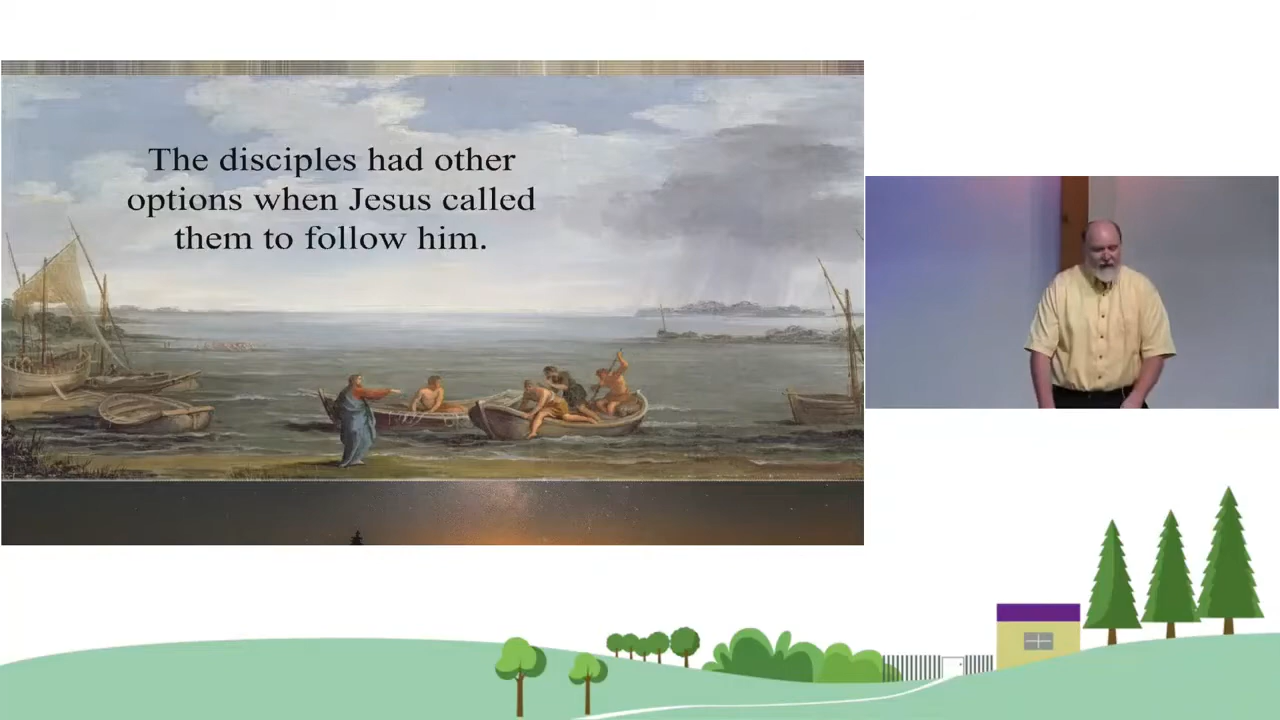 The disciples had other
options when Jesus called
them to follow him.